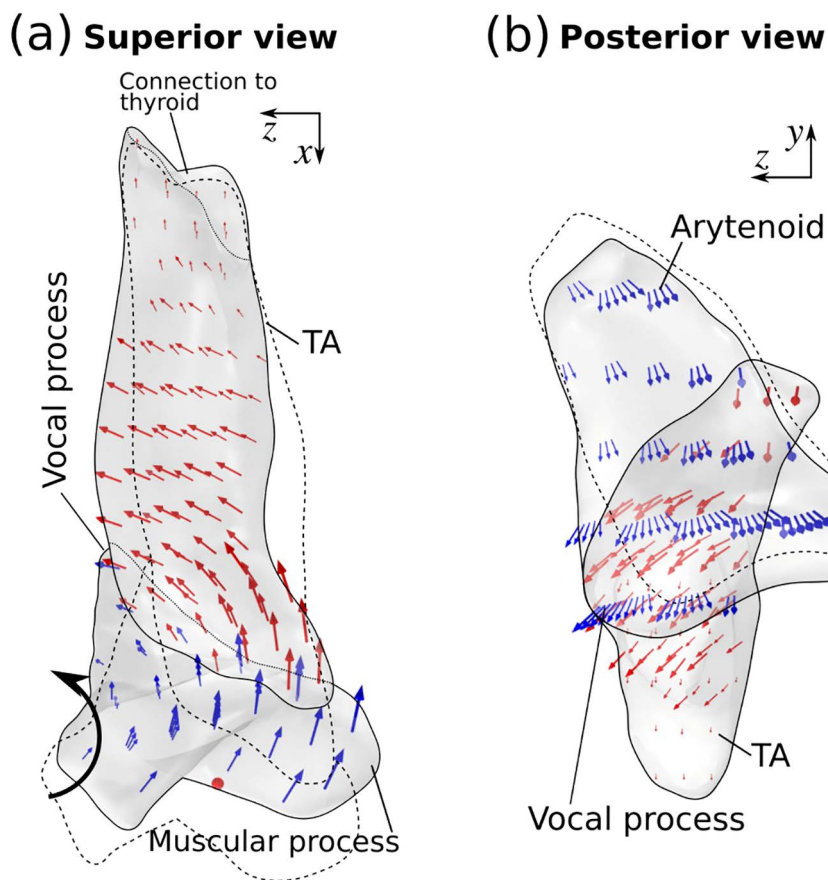 (a) Superior view
Connection to
thyroid
z
x
TA
Vocal process
Muscular process
(b) Posterior view
y
z
Arytenoid
TA
Vocal process